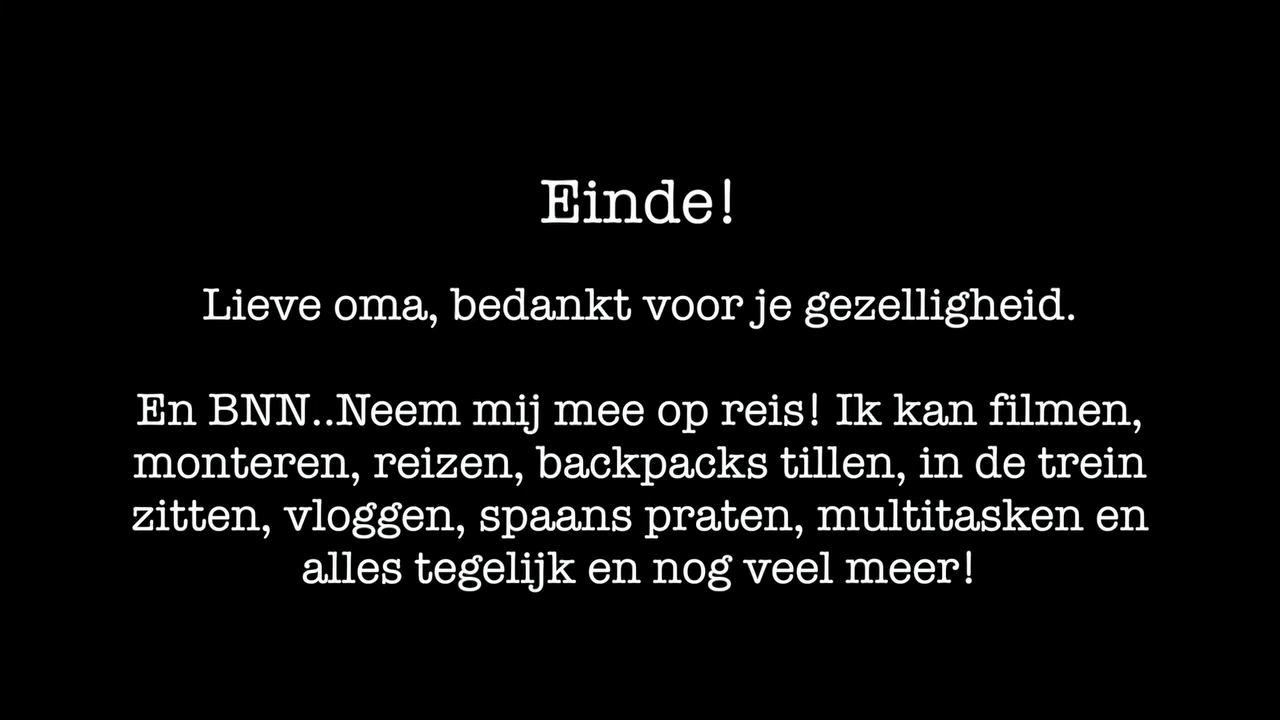 Einde!
Lieve oma, bedankt voor je gezelligheid.
En BNN..Neem mij mee op reis! Ik kan filmen,
monteren, reizen, backpacks tillen, in de trein
zitten, vloggen, spaans praten, multitasken en
alles tegelijk en nog veel meer!